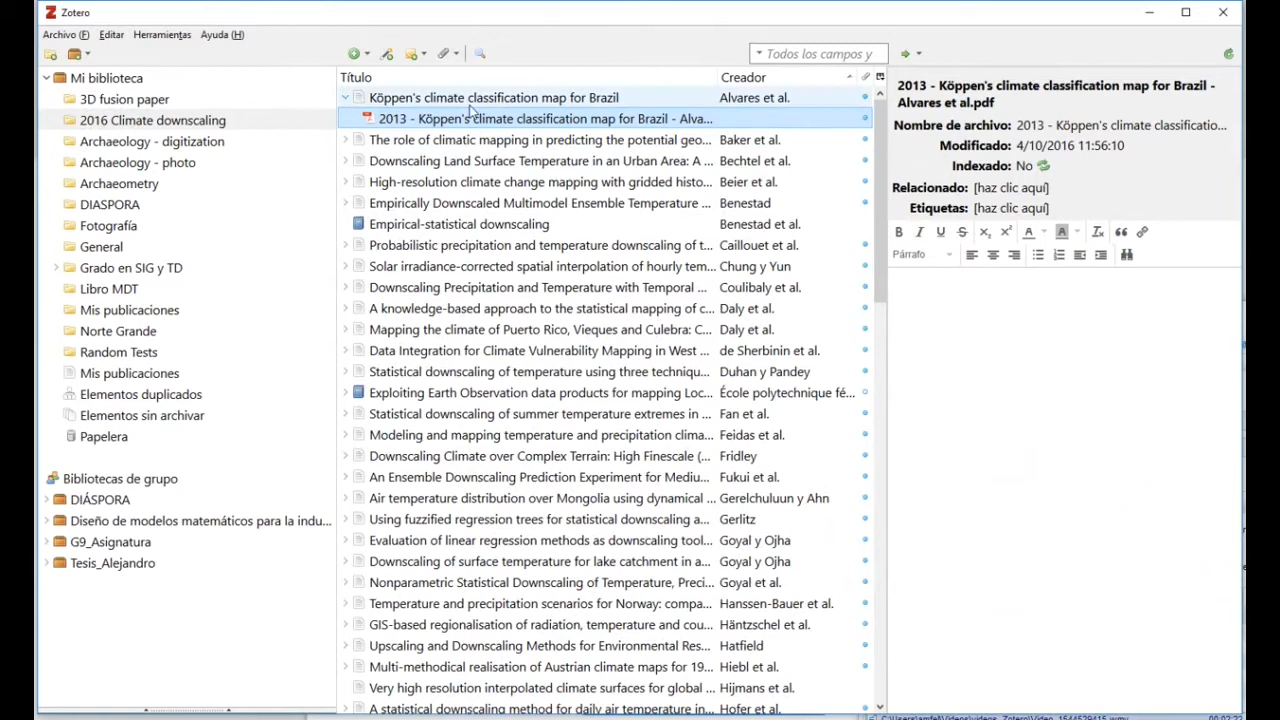 Zotero
Archivo (F) Editar Herramientas Ayuda (H)
Todos los campos y
Mi biblioteca
3D fusion paper
2016 Climate downscaling
Archaeology - digitization
Archaeology - photo
Archaeometry
DIASPORA
Fotografía
General
Grado en SIG y TD
Libro MDT
Mis publicaciones
Norte Grande
Random Tests
Mis publicaciones
Elementos duplicados
Elementos sin archivar
Papelera
Bibliotecas de grupo
DIÁSPORA
Diseño de modelos matemáticos para la indu...
G9_Asignatura
Tesis_Alejandro
Título Creador
Köppen's climate classification map for Brazil Alvares et al.
2013 - Köppen's climate classification map for Brazil - Alva...
The role of climatic mapping in predicting the potential geo... Baker et al.
Downscaling Land Surface Temperature in an Urban Area: A ... Bechtel et al.
High-resolution climate change mapping with gridded histo... Beier et al.
Empirically Downscaled Multimodel Ensemble Temperature ... Benestad
Empirical-statistical downscaling Benestad et al.
Probabilistic precipitation and temperature downscaling of t... Caillouet et al.
Solar irradiance-corrected spatial interpolation of hourly tem... Chung y Yun
Downscaling Precipitation and Temperature with Temporal ... Coulibaly et al.
A knowledge-based approach to the statistical mapping of c... Daly et al.
Mapping the climate of Puerto Rico, Vieques and Culebra: C... Daly et al.
Data Integration for Climate Vulnerability Mapping in West ... de Sherbinin et al.
Statistical downscaling of temperature using three techniqu... Duhan y Pandey
Exploiting Earth Observation data products for mapping Loc... École polytechnique fé...
Statistical downscaling of summer temperature extremes in ... Fan et al.
Modeling and mapping temperature and precipitation clima... Feidas et al.
Downscaling Climate over Complex Terrain: High Finescale (... Fridley
An Ensemble Downscaling Prediction Experiment for Mediu... Fukui et al.
Air temperature distribution over Mongolia using dynamical ... Gerelchuluun y Ahn
Using fuzzified regression trees for statistical downscaling a... Gerlitz
Evaluation of linear regression methods as downscaling tool... Goyal y Ojha
Downscaling of surface temperature for lake catchment in a... Goyal y Ojha
Nonparametric Statistical Downscaling of Temperature, Preci... Goyal et al.
Temperature and precipitation scenarios for Norway: compa... Hanssen-Bauer et al.
GIS-based regionalisation of radiation, temperature and cou... Häntzschel et al.
Upscaling and Downscaling Methods for Environmental Res... Hatfield
Multi-methodical realisation of Austrian climate maps for 19... Hiebl et al.
Very high resolution interpolated climate surfaces for global ... Hijmans et al.
A statistical downscaling method for daily air temperature in... Hofer et al.
2013 - Köppen's climate classification map for Brazil -
Alvares et al.pdf
Nombre de archivo: 2013 - Köppen's climate classificatio...
Modificado: 4/10/2016 11:56:10
Indexado: No
Relacionado: [haz clic aquí]
Etiquetas: [haz clic aquí]
Párrafo